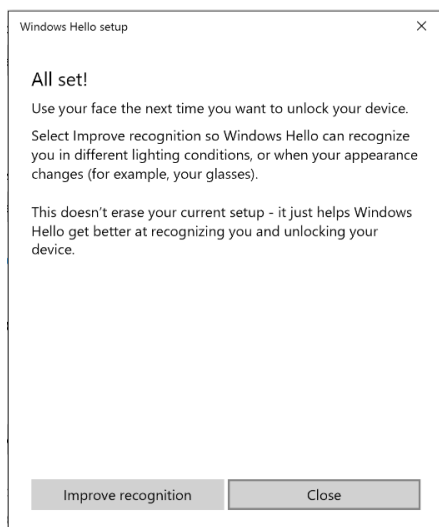 Windows Hello setup
All set!
Use your face the next time you want to unlock your device.
Select Improve recognition so Windows Hello can recognize
you in different lighting conditions, or when your appearance
changes (for example, your glasses).
This doesn't erase your current setup - it just helps Windows
Hello get better at recognizing you and unlocking your
device.
Improve recognition
Close